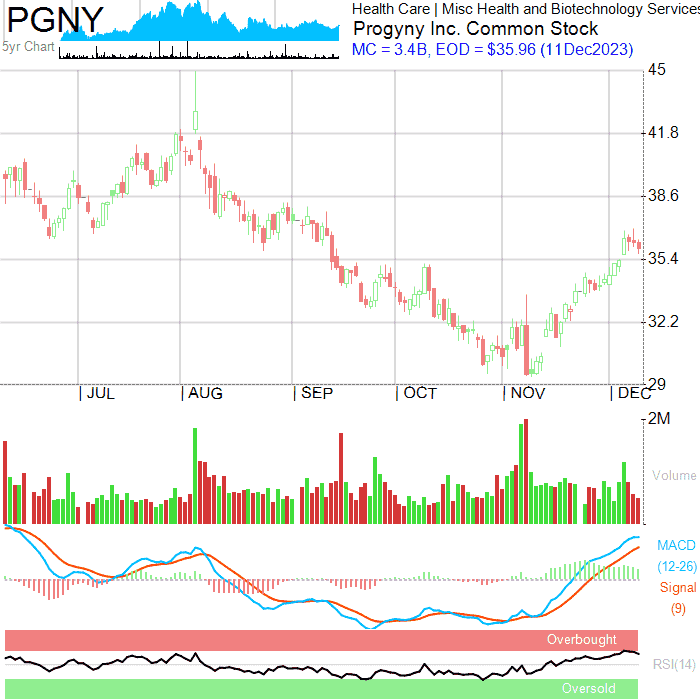 PGNY
5yr Chart
Health Care | Misc Health and Biotechnology Services
Progyny Inc. Common Stock
MC = 3.4B, EOD = $35.96 (11Dec2023)
45
41.8
38.6
35.4
32.2
29
| JUL | AUG | SEP | OCT | NOV | DEC
2M
Volume
MACD
(12-26)
Signal
(9)
Overbought
RSI(14)
Oversold